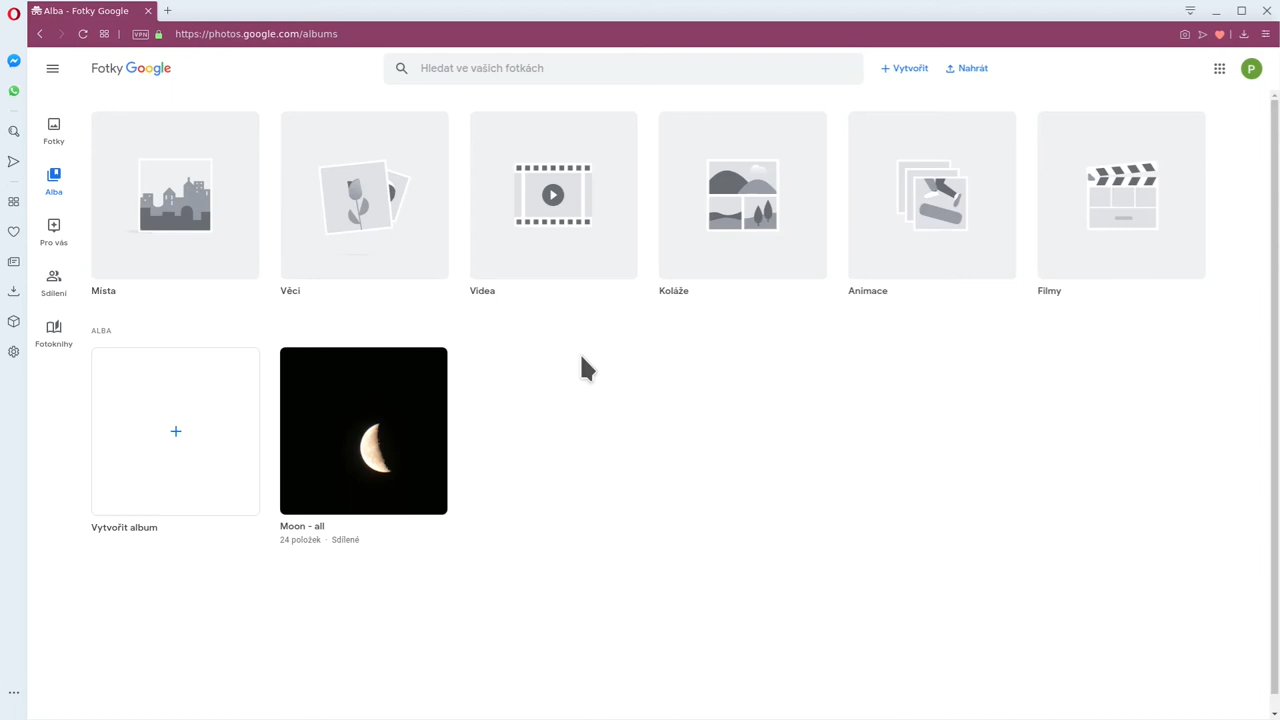 Alba - Fotky Google
VPN
https://photos.google.com/albums
Fotky Google
Hledat ve vašich fotkách
Vytvořit
Nahrát
P
Fotky
Alba
Pro vás
Sdílení
Fotoknihy
Místa
Věci
Videa
Koláže
Animace
Filmy
ALBA
Vytvořit album
Moon - all
24 položek · Sdílené